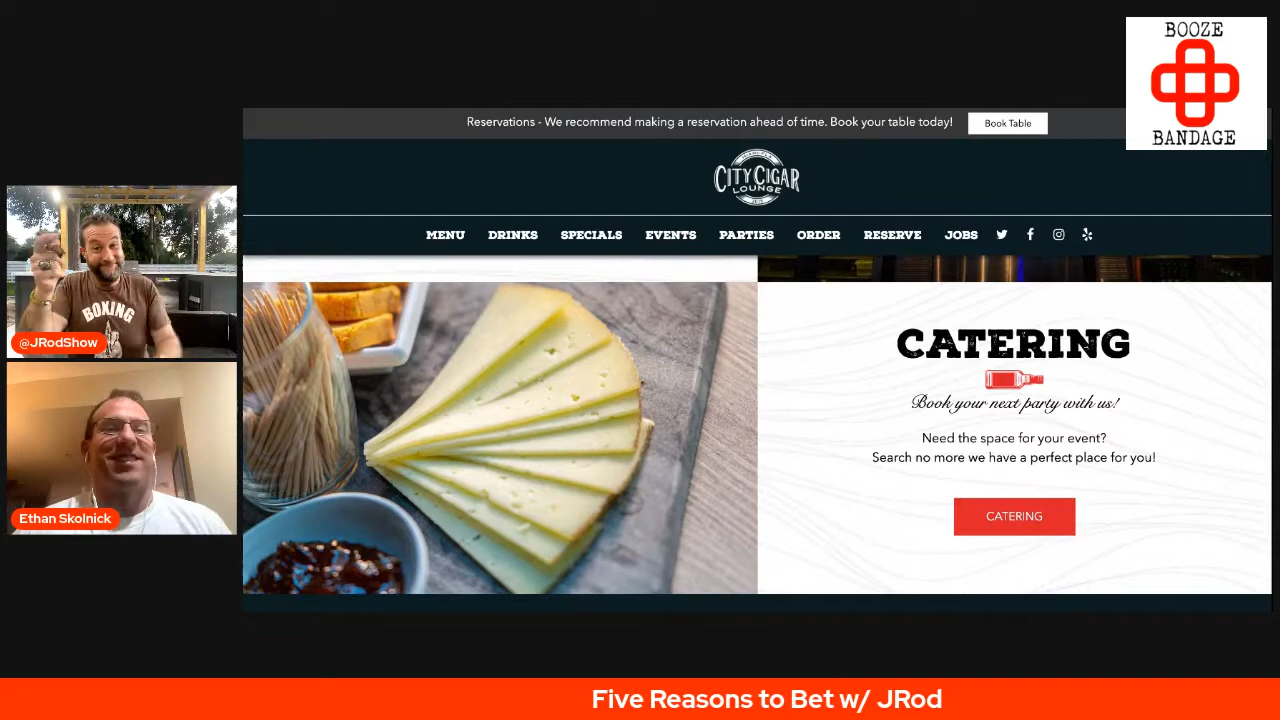 BOOZE
BANDAGE
Reservations - We recommend making a reservation ahead of time. Book your table today!
Book Table
CITY CIGAR
LOUNGE
MENU DRINKS SPECIALS EVENTS PARTIES ORDER RESERVE JOBS
BOXING
@JRodShow
Ethan Skolnick
CATERING
Book your next party with us!
Need the space for your event?
Search no more we have a perfect place for you!
CATERING
Five Reasons to Bet w/ JRod